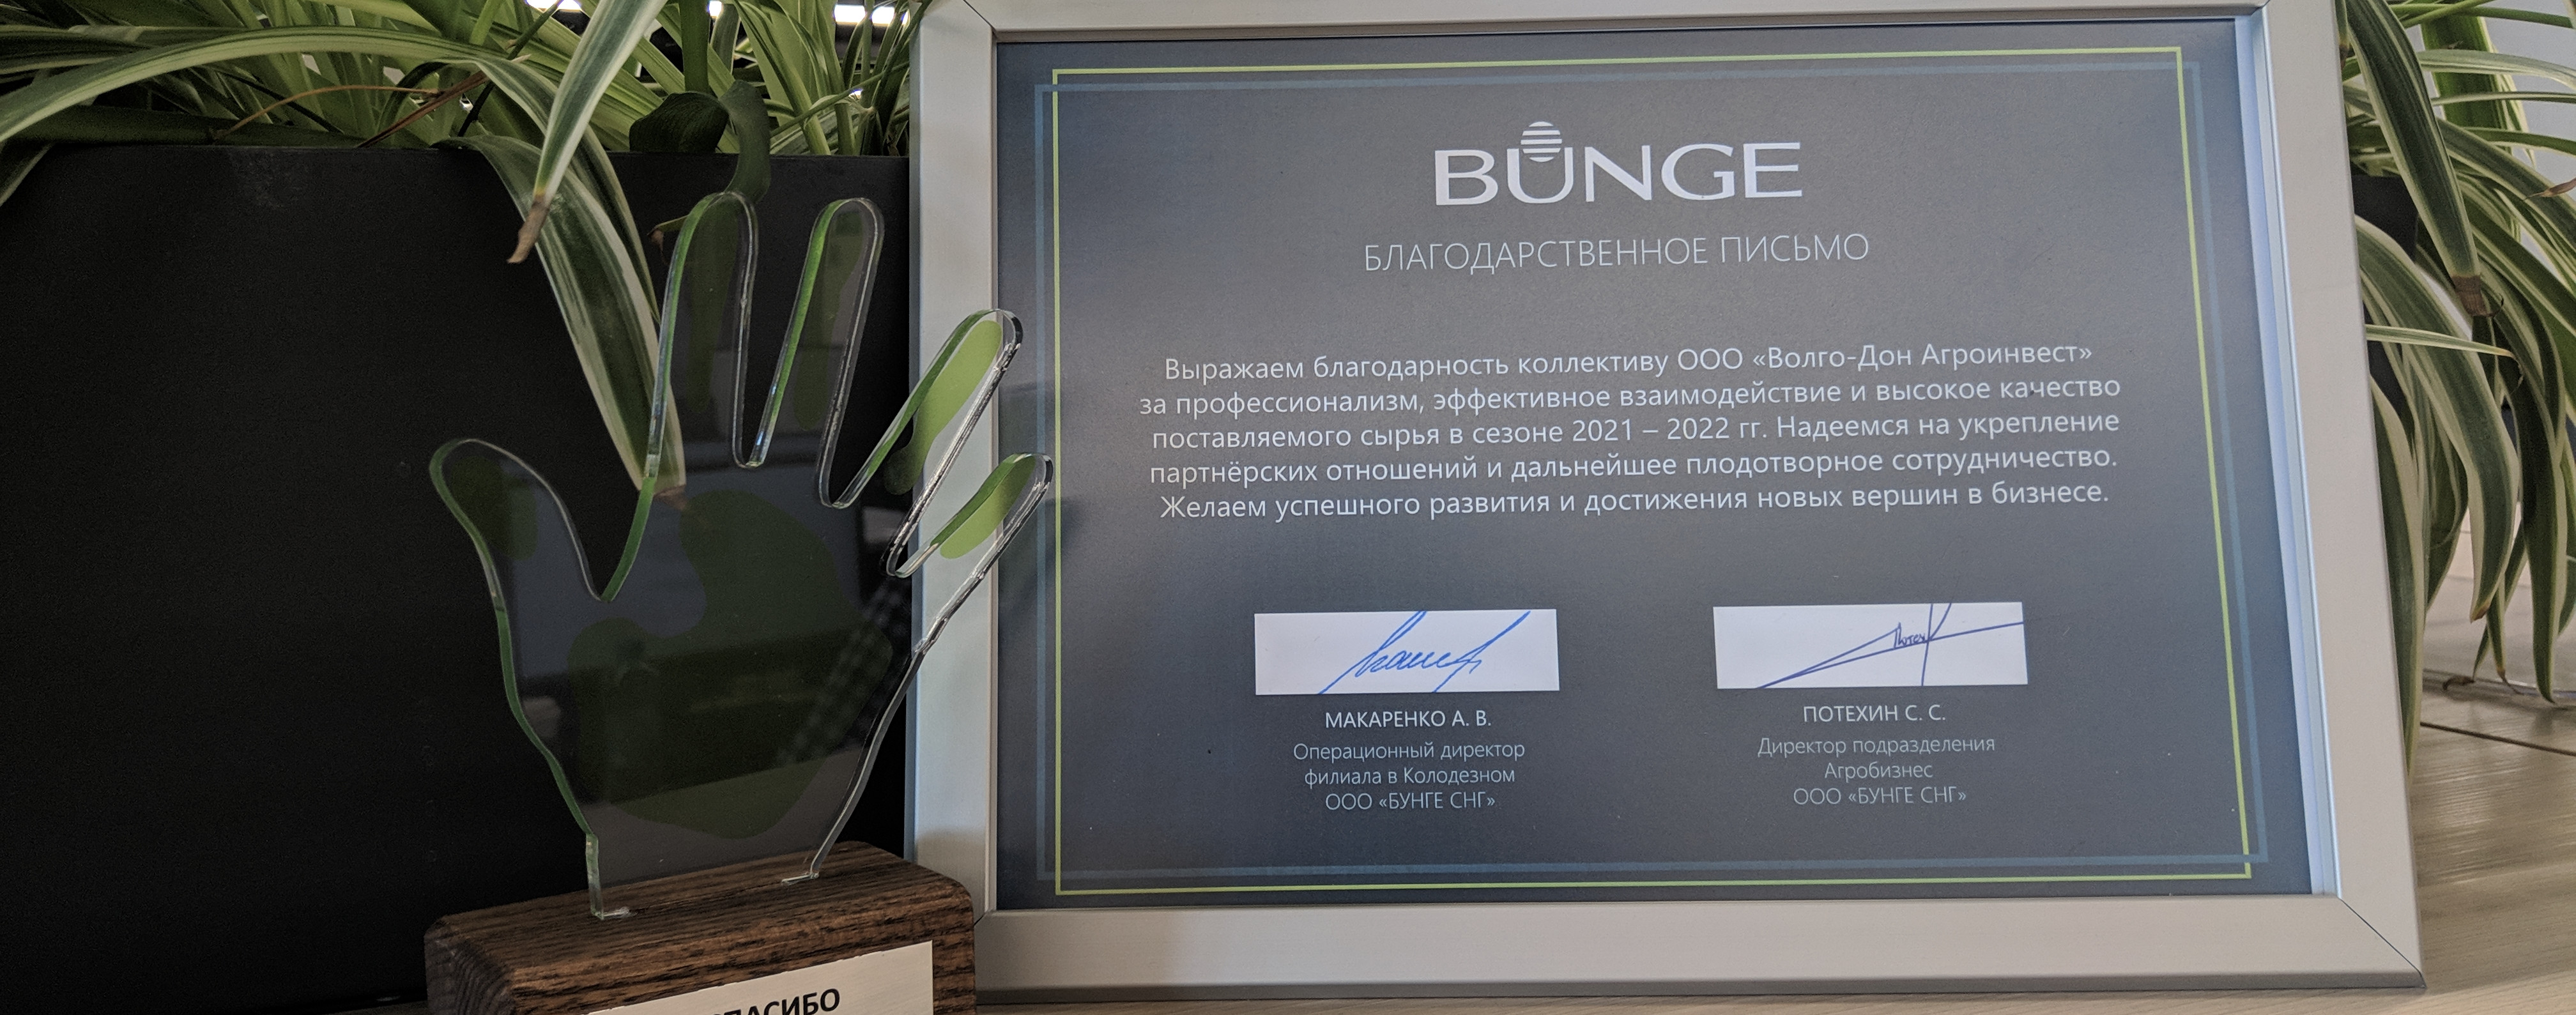 BUNGE
БЛАГОДАРСТВЕННОЕ ПИСЬМО
Выражаем благодарность коллективу ООО «Волго-Дон Агроинвест»
за профессионализм, эффективное взаимодействие и высокое качество
поставляемого сырья в сезоне 2021 – 2022 гг. Надеемся на укрепление
партнёрских отношений и дальнейшее плодотворное сотрудничество.
Желаем успешного развития и достижения новых вершин в бизнесе.
МАКАРЕНКО А. В.
Операционный директор
филиала в Колодезном
ООО «БУНГЕ СНГ»
ПОТЕХИН С. С.
Директор подразделения
Агробизнес
ООО «БУНГЕ СНГ»
ПАСИБО